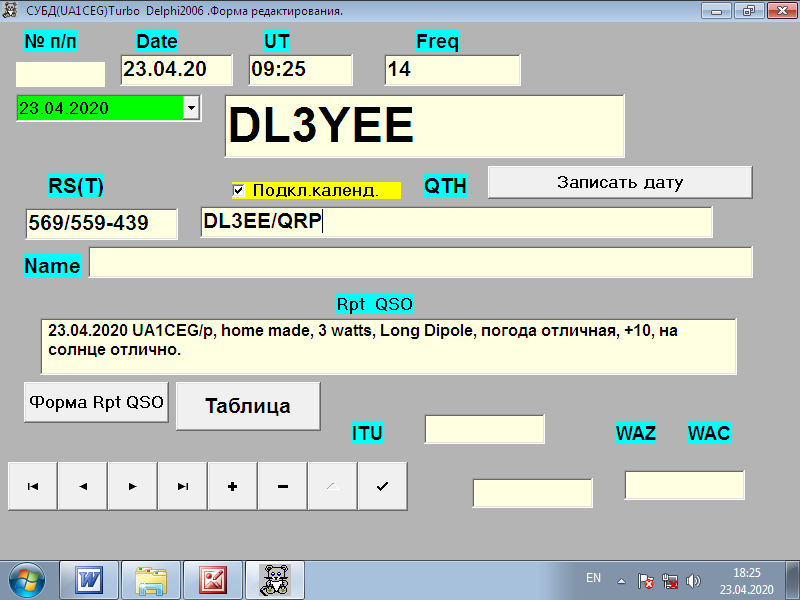 СУБД(UA1CEG)Turbo Delphi2006 .Форма редактирования.
№ п/п Date UT Freq
23.04.20 09:25 14
23.04.2020
DL3YEE
RS(T) Подкл.календ. QTH Записать дату
569/559-439 DL3EE/QRP
Name
Rpt QSO
23.04.2020 UA1CEG/p, home made, 3 watts, Long Dipole, погода отличная, +10, на
солнце отлично.
Форма Rpt QSO Таблица
ITU WAZ WAC
EN 18:25
23.04.2020